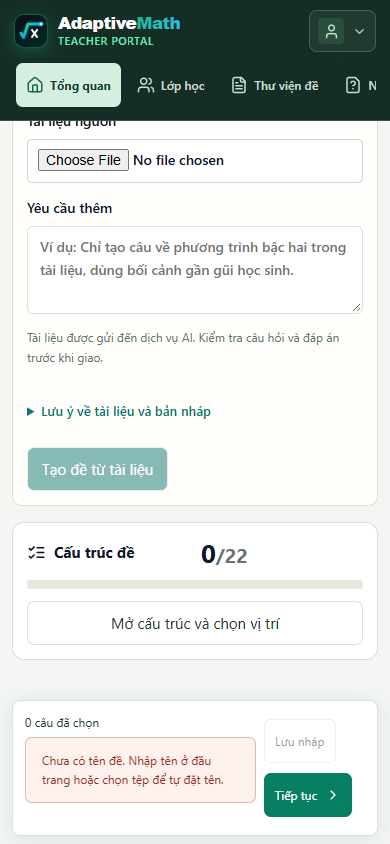 AdaptiveMath
TEACHER PORTAL
Tổng quan
Lớp học
Thư viện đề
N
Tài liệu nguồn
Choose File No file chosen
Yêu cầu thêm
Ví dụ: Chỉ tạo câu về phương trình bậc hai trong
tài liệu, dùng bối cảnh gần gũi học sinh.
Tài liệu được gửi đến dịch vụ AI. Kiểm tra câu hỏi và đáp án
trước khi giao.
Lưu ý về tài liệu và bản nháp
Tạo đề từ tài liệu
Cấu trúc đề
0/22
Mở cấu trúc và chọn vị trí
0 câu đã chọn
Chưa có tên đề. Nhập tên ở đầu
trang hoặc chọn tệp để tự đặt tên.
Lưu nháp
Tiếp tục